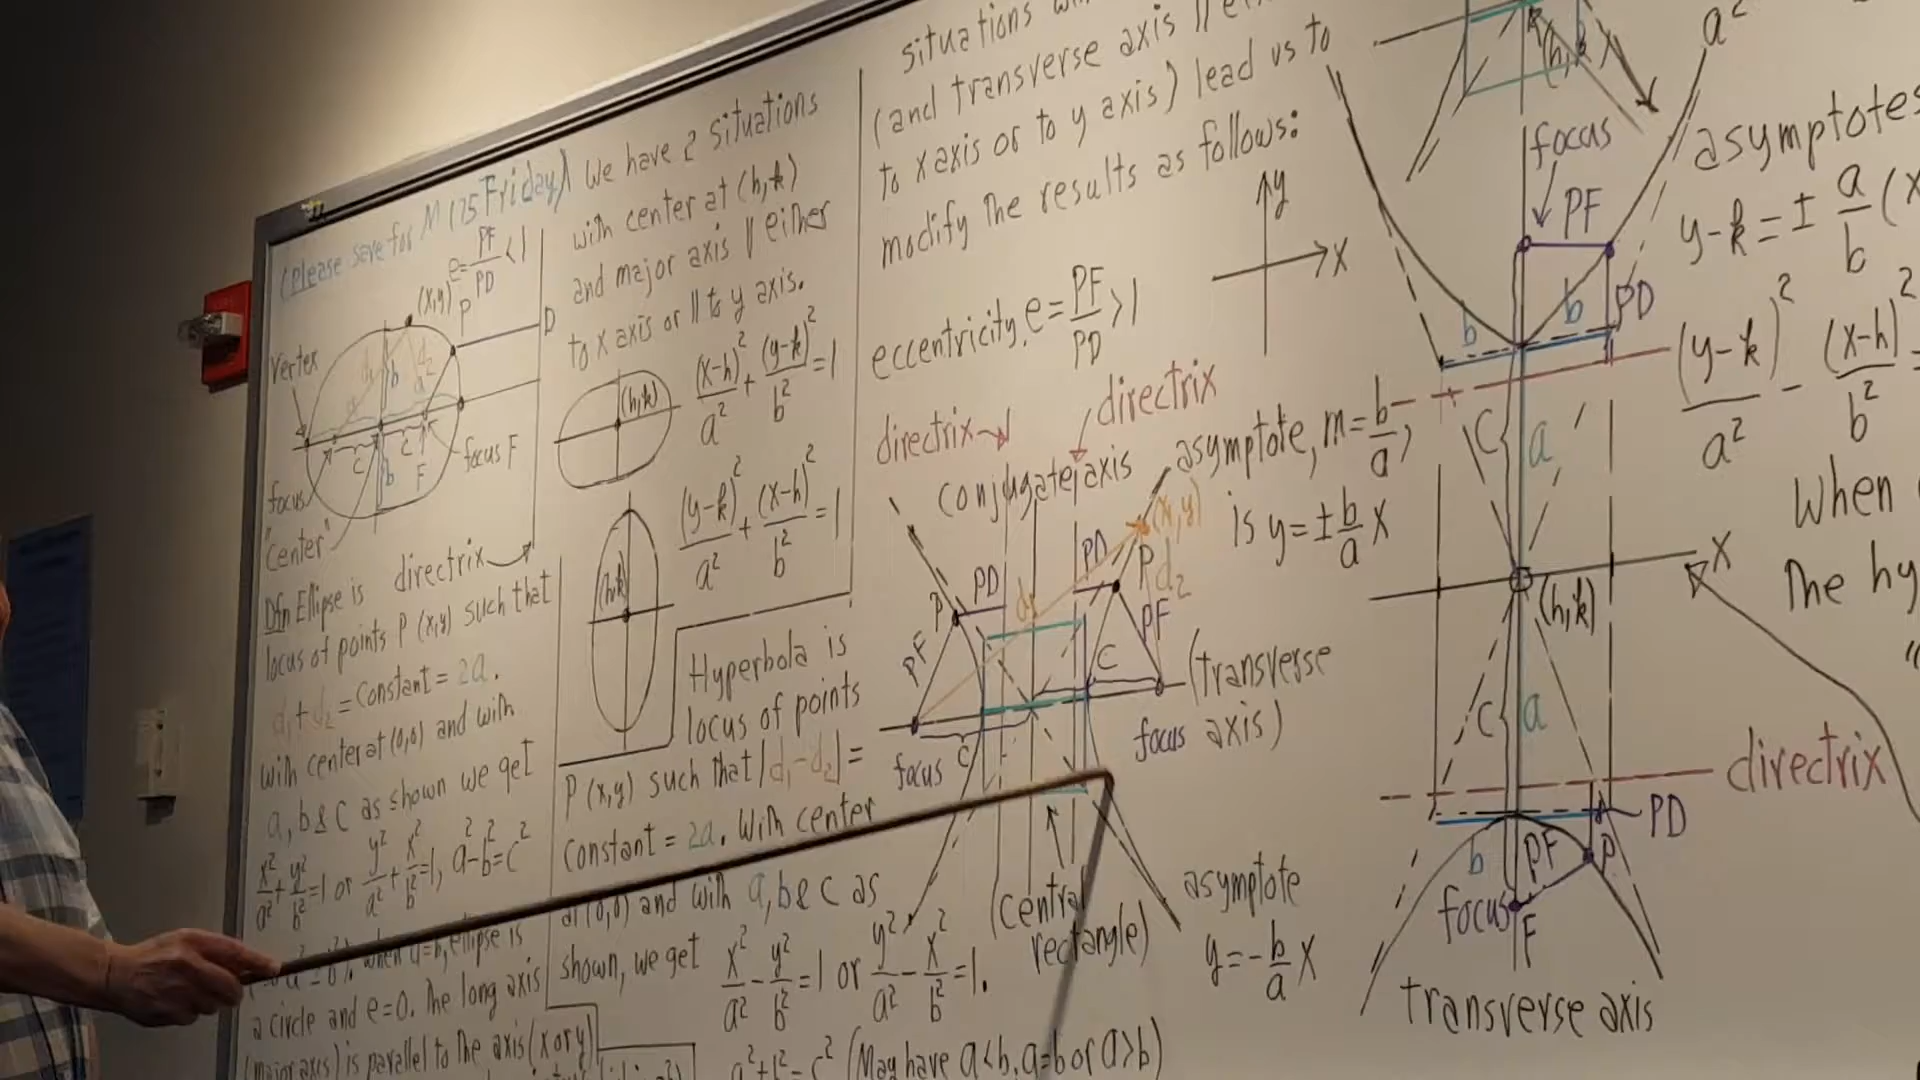 (please save for M175 Friday)
e=PF/PD<1
(x,y)
P
D
vertex
d1
d2
b
a
c
c
b
F
focus F
focus
"center"
directrix
Dfn Ellipse is
locus of points P(x,y) such that
d1+d2=constant=2a.
with center at (0,0) and with
a, b & c as shown we get
x²/a²+y²/b²=1 or y²/a²+x²/b²=1, a²-b²=c²
when a=b, ellipse is
a circle and e=0. The long axis
(major axis) is parallel to the axis (x or y)
We have 2 situations
with center at (h,k)
and major axis || either
to x axis or || to y axis.
(h,k)
(x-h)²/a²+(y-k)²/b²=1
(h,k)
(y-k)²/a²+(x-h)²/b²=1
Hyperbola is
locus of points
P(x,y) such that |d1-d2|=
constant=2a. With center
at (0,0) and with a, b & c as
shown, we get x²/a²-y²/b²=1 or y²/a²-x²/b²=1.
a²+b²=c² (May have a<b, a=b or a>b)
situations
(and transverse axis ||
to x axis or to y axis) lead us to
modify the results as follows:
y
x
eccentricity, e=PF/PD>1
directrix
directrix
conjugate axis
asymptote, m=b/a,
is y=±b/a x
(x,y)
PD
PD
P
P
d1
d2
PF
PF
c
c
(transverse
axis)
focus
focus
(central
rectangle)
asymptote
y=-b/a x
(h,k)
a²
focus
PF
b
b
PD
c
a
x
(h,k)
c
a
directrix
PD
b
PF
P
focus
F
transverse axis
asymptotes
y-k=±a/b(x
(y-k)²/a²-(x-h)²/b²
When
The hy